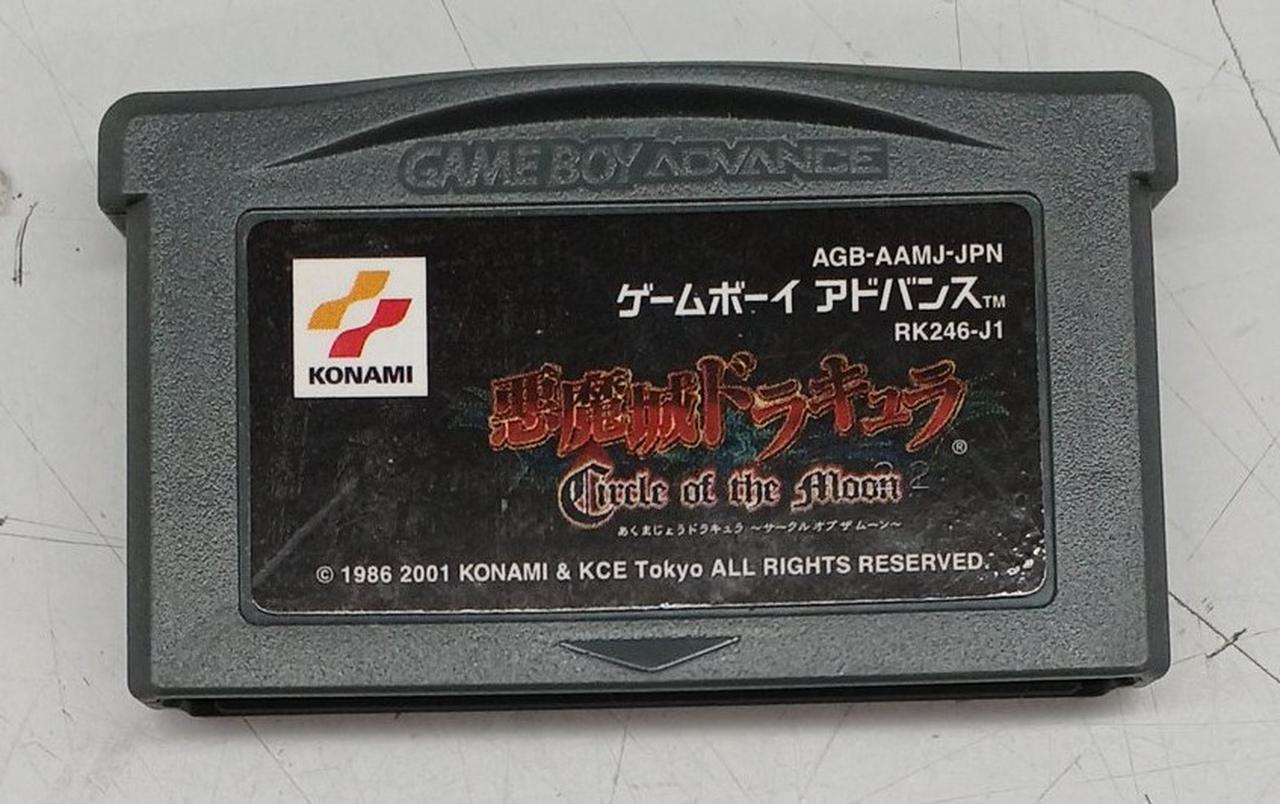 GAME BOY ADVANCE
KONAMI
AGB-AAMJ-JPN
ゲームボーイ アドバンス™
RK246-J1
悪魔城ドラキュラ®
Circle of the Moon
22
あくまじょうドラキュラ ～サークル オブ ザ ムーン～
© 1986 2001 KONAMI & KCE Tokyo ALL RIGHTS RESERVED.